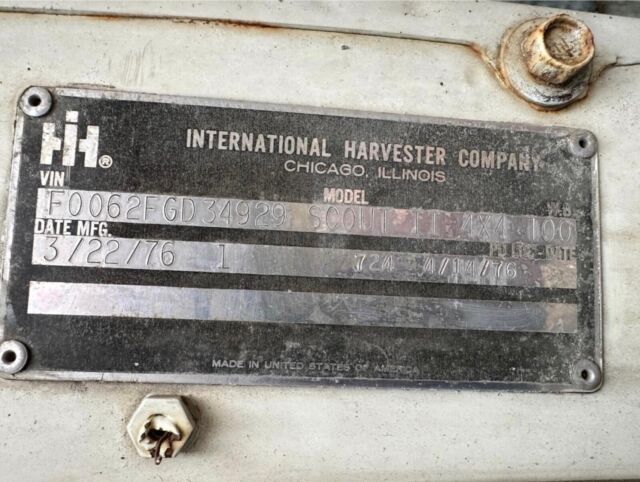 IH®
INTERNATIONAL HARVESTER COMPANY
CHICAGO, ILLINOIS
VIN MODEL W.B.
F0062FGD34929 SCOUT II 4X4 100
DATE MFG.
3/22/76 1 724 4/14/76
MADE IN UNITED STATES OF AMERICA